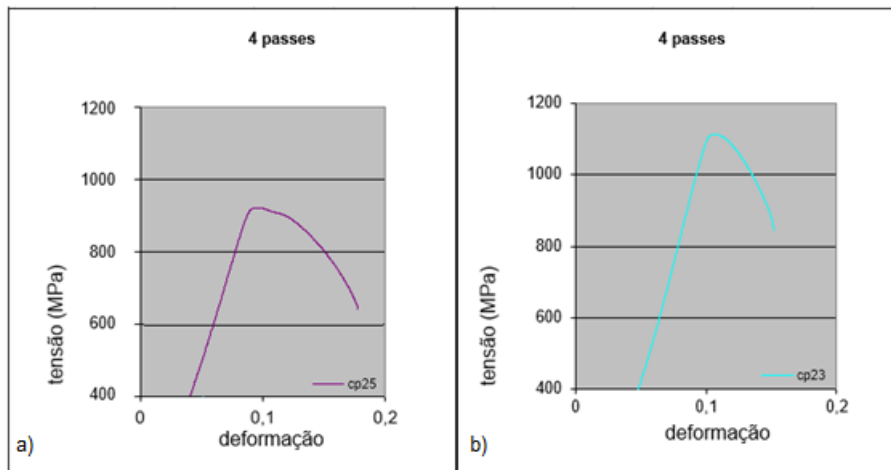 4 passes
1200
1000
800
600
400
0
0,1
0,2
tensão (MPa)
deformação
cp25
a)
4 passes
1200
1000
800
600
400
0
0,1
0,2
tensão (MPa)
deformação
cp23
b)